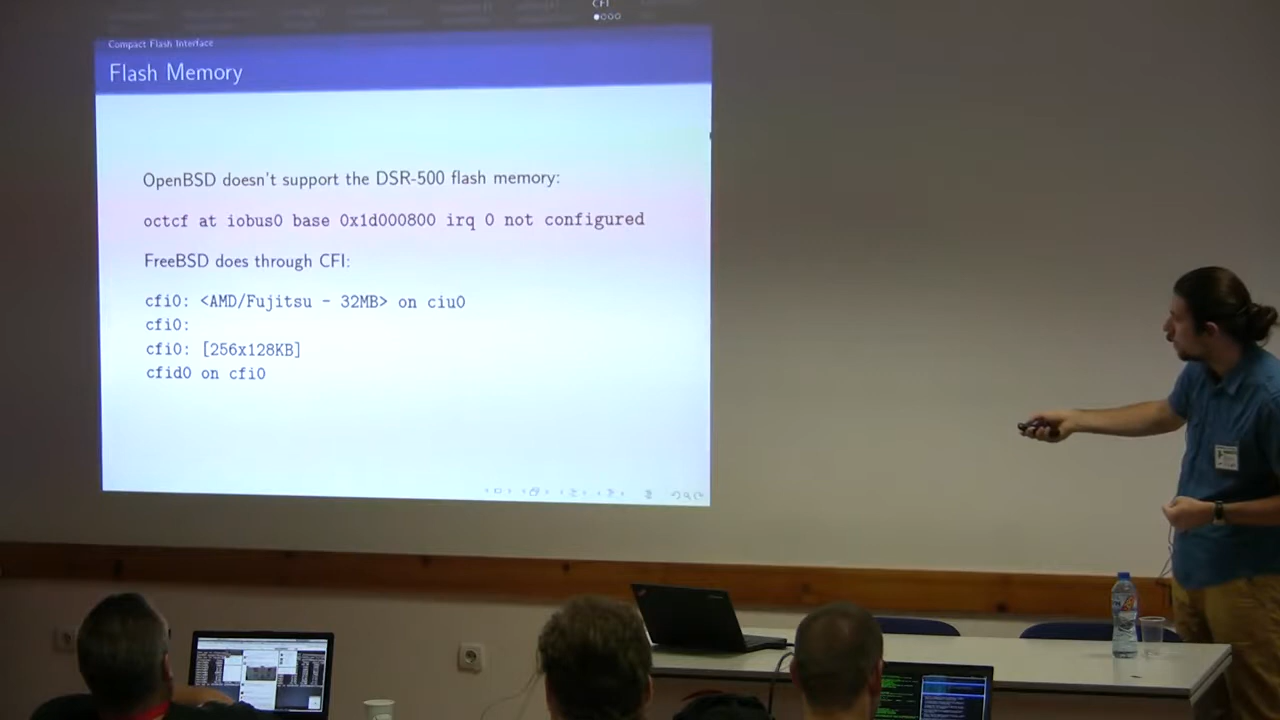 CFI
Compact Flash Interface
Flash Memory
OpenBSD doesn't support the DSR-500 flash memory:
octcf at iobus0 base 0x1d000800 irq 0 not configured
FreeBSD does through CFI:
cfi0: <AMD/Fujitsu - 32MB> on ciu0
cfi0:
cfi0: [256x128KB]
cfid0 on cfi0